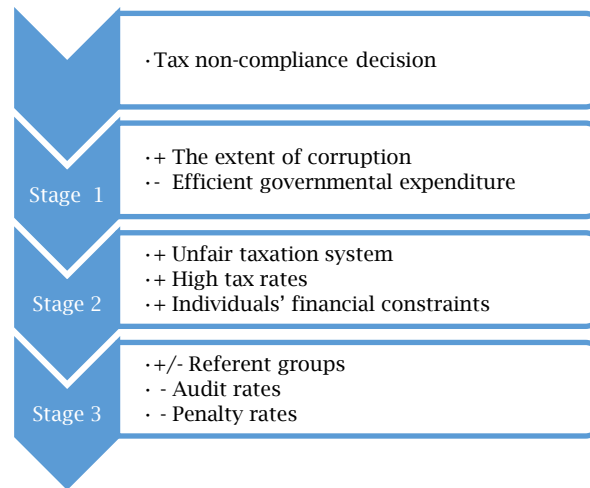 ·Tax non-compliance decision
Stage 1
·+ The extent of corruption
·- Efficient governmental expenditure
Stage 2
·+ Unfair taxation system
·+ High tax rates
·+ Individuals’ financial constraints
Stage 3
·+/- Referent groups
· - Audit rates
· - Penalty rates